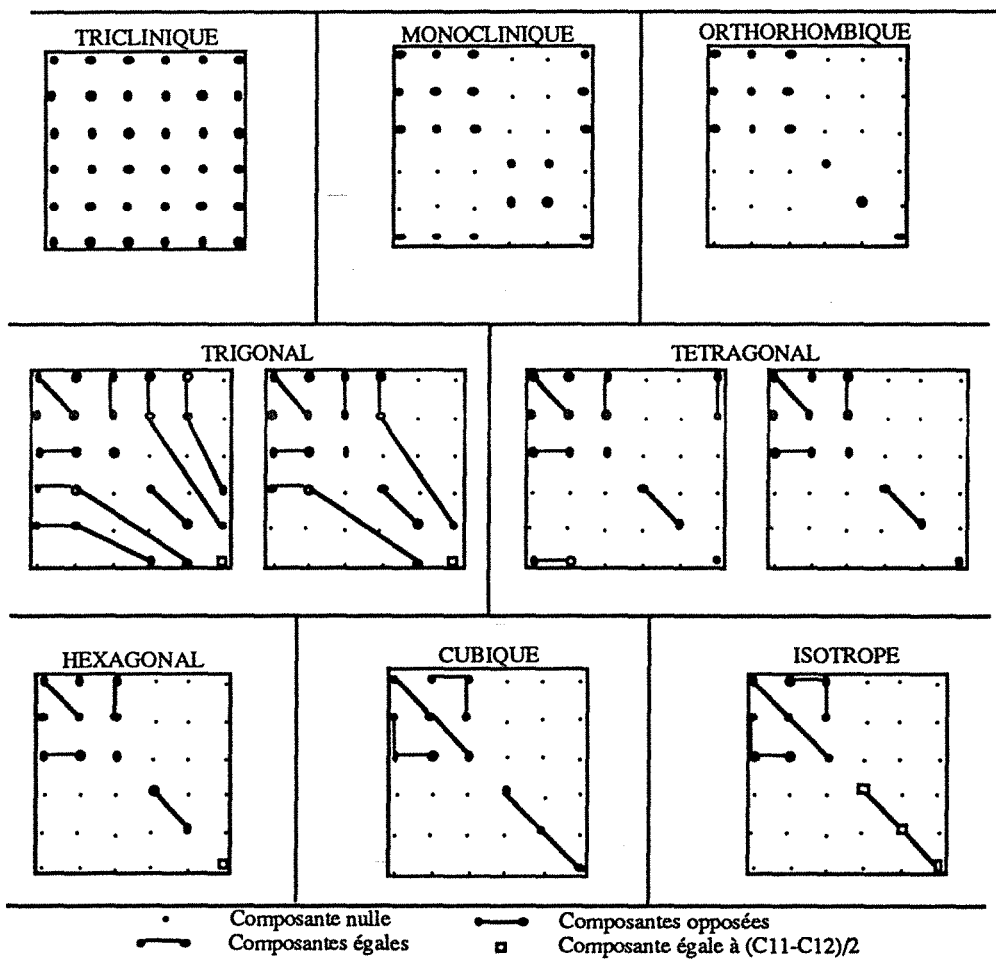 TRICLINIQUE
MONOCLINIQUE
ORTHORHOMBIQUE
TRIGONAL
TETRAGONAL
HEXAGONAL
CUBIQUE
ISOTROPE
Composante nulle
Composantes opposées
Composantes égales
Composante égale à (C11-C12)/2